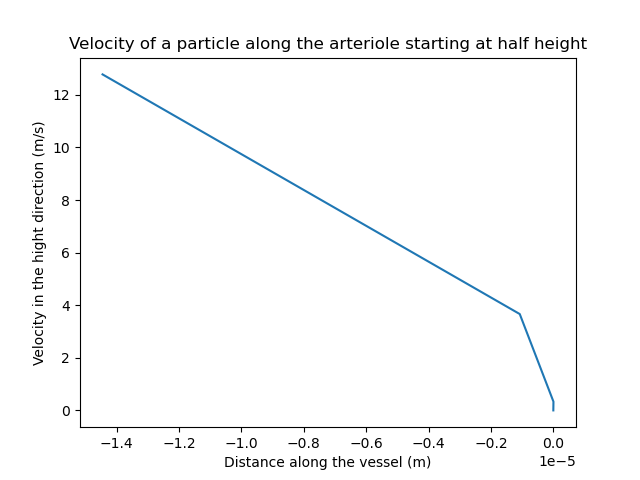 Velocity of a particle along the arteriole starting at half height
Velocity in the hight direction (m/s)
12
10
8
6
4
2
0
−1.4 −1.2 −1.0 −0.8 −0.6 −0.4 −0.2 0.0
1e−5
Distance along the vessel (m)